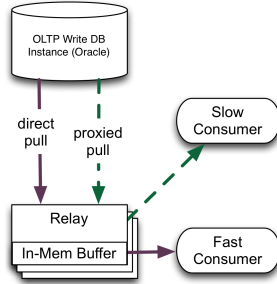 OLTP Write DB
Instance (Oracle)
direct
pull
proxied
pull
Slow
Consumer
Relay
In-Mem Buffer
Fast
Consumer